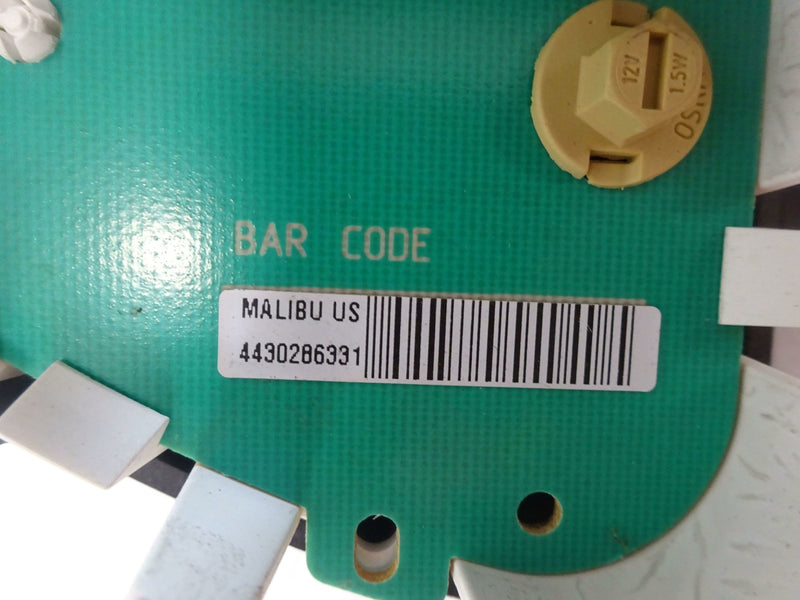 12V
1.5W
BAR CODE
MALIBU US
4430286331